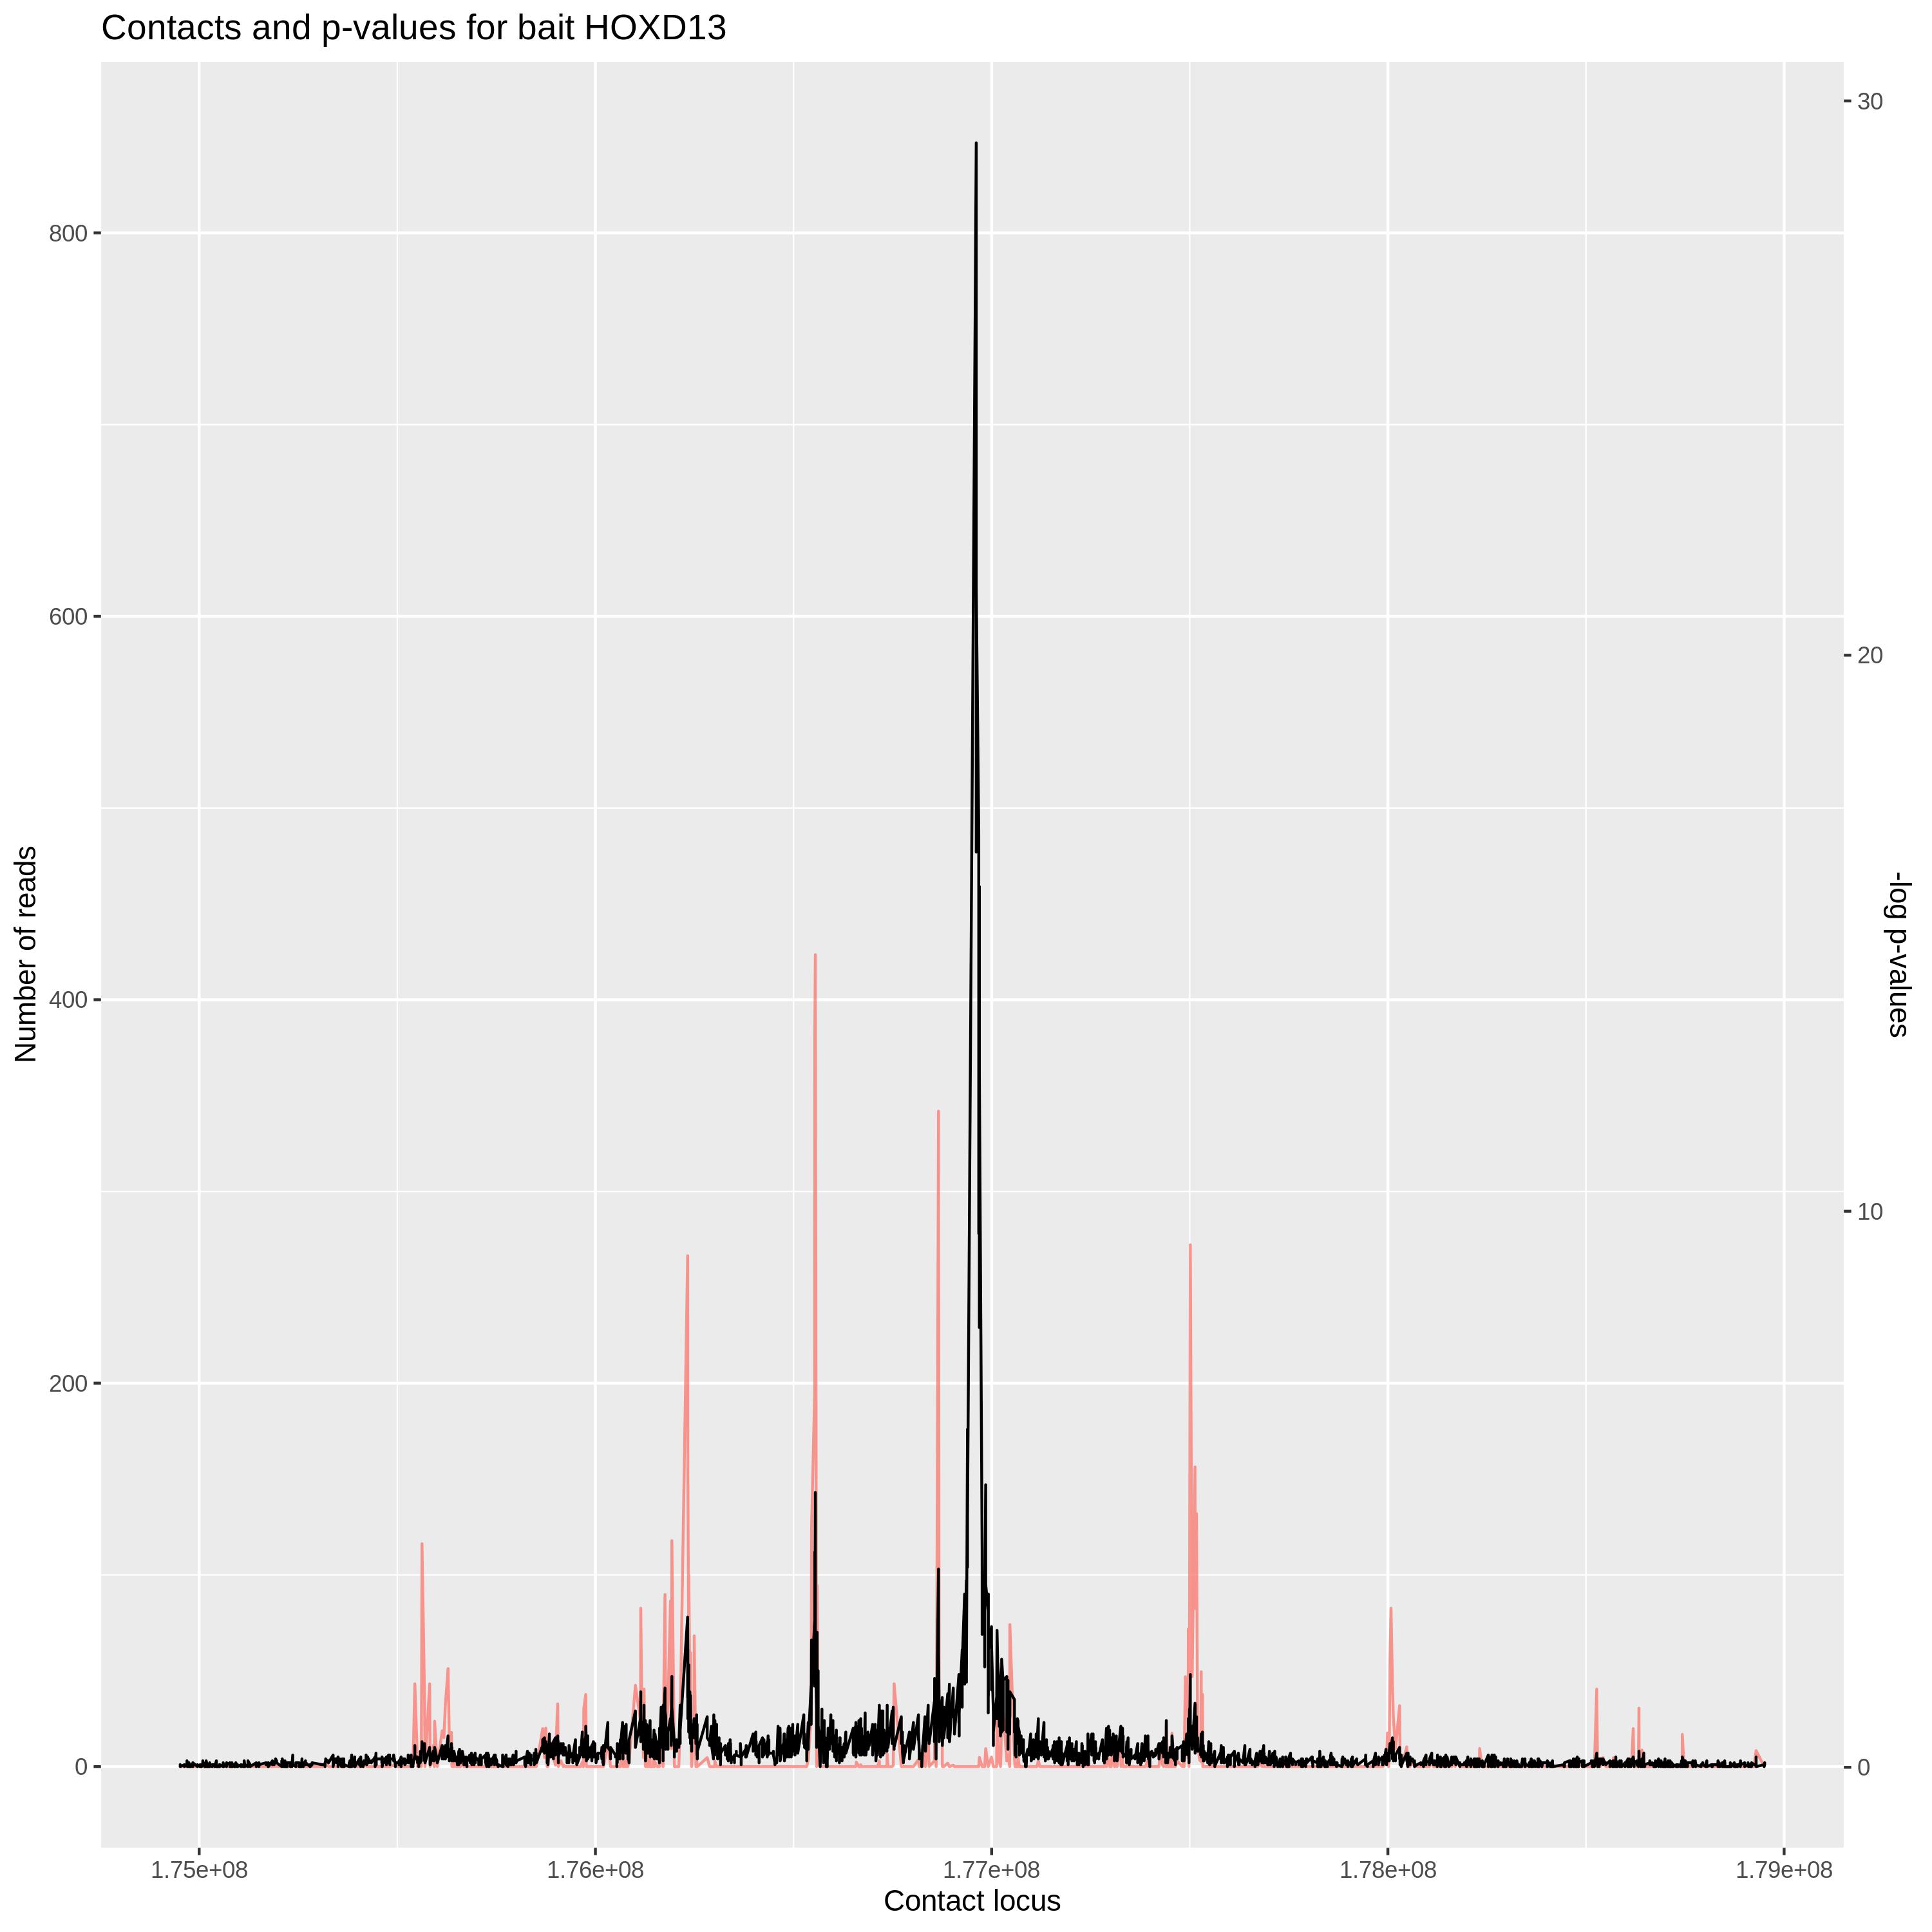 Contacts and p-values for bait HOXD13
Number of reads
800
600
400
200
0
30
20
10
0
-log p-values
1.75e+08
1.76e+08
1.77e+08
1.78e+08
1.79e+08
Contact locus